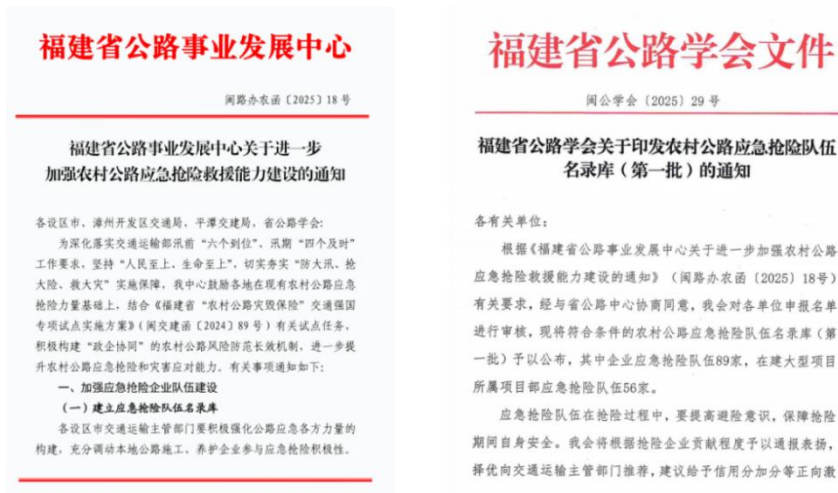 福建省公路事业发展中心
闽路办农函〔2025〕18号
福建省公路事业发展中心关于进一步
加强农村公路应急抢险救援能力建设的通知
各设区市、漳州开发区交通局，平潭交建局，省公路学会：
为深化落实交通运输部汛前“六个到位”、汛期“四个及时”
工作要求，坚持“人民至上、生命至上”，切实夯实“防大汛、抢
大险、救大灾”实施保障，我中心鼓励各地在现有农村公路应急
抢险力量基础上，结合《福建省“农村公路灾毁保险”交通强国
专项试点实施方案》（闽交建函〔2024〕89号）有关试点任务，
积极构建“政企协同”的农村公路风险防范长效机制，进一步提
升农村公路应急抢险和灾害应对能力。有关事项通知如下：
一、加强应急抢险企业队伍建设
（一）建立应急抢险队伍名录库
各设区市交通运输主管部门要积极强化公路应急各方力量的
构建，充分调动本地公路施工、养护企业参与应急抢险积极性。
福建省公路学会文件
闽公学会〔2025〕29号
福建省公路学会关于印发农村公路应急抢险队伍
名录库（第一批）的通知
各有关单位：
根据《福建省公路事业发展中心关于进一步加强农村公路
应急抢险救援能力建设的通知》（闽路办农函〔2025〕18号）
有关要求，经与省公路中心协商同意，我会对各单位申报名单
进行审核，现将符合条件的农村公路应急抢险队伍名录库（第
一批）予以公布，其中企业应急抢险队伍89家，在建大型项目
所属项目部应急抢险队伍56家。
应急抢险队伍在抢险过程中，要提高避险意识，保障抢险
期间自身安全。我会将根据抢险企业贡献程度予以通报表扬，
择优向交通运输主管部门推荐，建议给予信用分加分等正向激